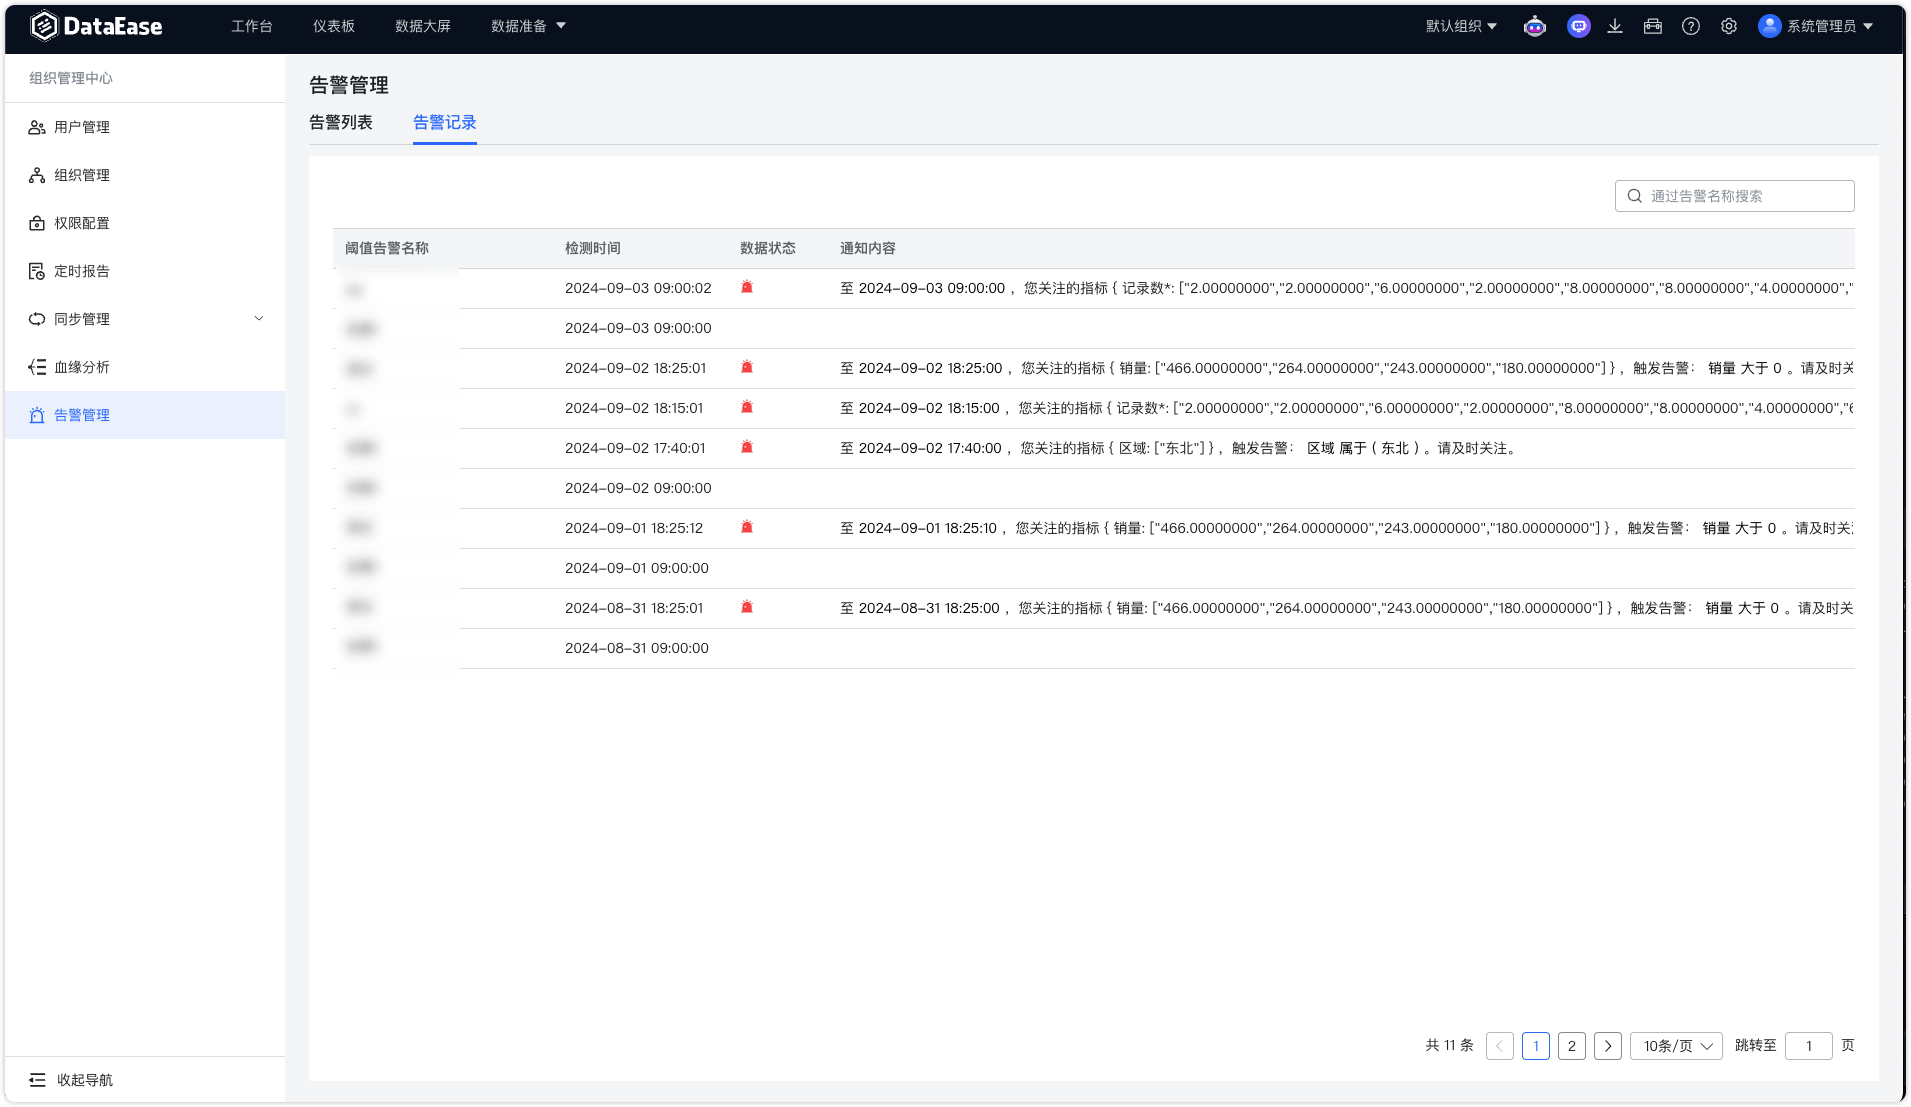 DataEase 工作台 仪表板 数据大屏 数据准备 默认组织 系统管理员
组织管理中心
用户管理
组织管理
权限配置
定时报告
同步管理
血缘分析
告警管理
收起导航
告警管理
告警列表 告警记录
通过告警名称搜索
阈值告警名称 检测时间 数据状态 通知内容
2024-09-03 09:00:02 至 2024-09-03 09:00:00 ，您关注的指标 { 记录数*: ["2.00000000","2.00000000","6.00000000","2.00000000","8.00000000","8.00000000","4.00000000","
2024-09-03 09:00:00
2024-09-02 18:25:01 至 2024-09-02 18:25:00 ，您关注的指标 { 销量: ["466.00000000","264.00000000","243.00000000","180.00000000"] } ，触发告警： 销量 大于 0 。请及时关
2024-09-02 18:15:01 至 2024-09-02 18:15:00 ，您关注的指标 { 记录数*: ["2.00000000","2.00000000","6.00000000","2.00000000","8.00000000","8.00000000","4.00000000","6
2024-09-02 17:40:01 至 2024-09-02 17:40:00 ，您关注的指标 { 区域: ["东北"] } ，触发告警： 区域 属于 ( 东北 ) 。请及时关注。
2024-09-02 09:00:00
2024-09-01 18:25:12 至 2024-09-01 18:25:10 ，您关注的指标 { 销量: ["466.00000000","264.00000000","243.00000000","180.00000000"] } ，触发告警： 销量 大于 0 。请及时关
2024-09-01 09:00:00
2024-08-31 18:25:01 至 2024-08-31 18:25:00 ，您关注的指标 { 销量: ["466.00000000","264.00000000","243.00000000","180.00000000"] } ，触发告警： 销量 大于 0 。请及时关
2024-08-31 09:00:00
共 11 条 1 2 10条/页 跳转至 1 页